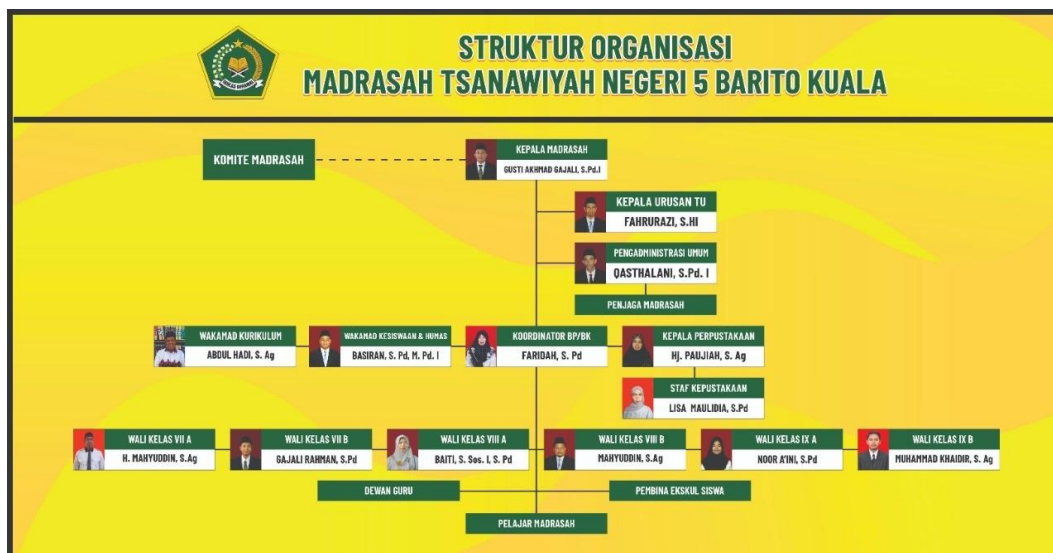 STRUKTUR ORGANISASI
MADRASAH TSANAWIYAH NEGERI 5 BARITO KUALA
IKHLAS BERAMAL
KOMITE MADRASAH
KEPALA MADRASAH
GUSTI AKHMAD GAJALI, S.Pd.I
KEPALA URUSAN TU
FAHRURAZI, S.HI
PENGADMINISTRASI UMUM
QASTHALANI, S.Pd. I
PENJAGA MADRASAH
WAKAMAD KURIKULUM
ABDUL HADI, S. Ag
WAKAMAD KESISWAAN & HUMAS
BASIRAN, S. Pd, M. Pd. I
KOORDINATOR BP/BK
FARIDAH, S. Pd
KEPALA PERPUSTAKAAN
Hj. PAUJIAH, S. Ag
STAF KEPUSTAKAAN
LISA MAULIDIA, S.Pd
WALI KELAS VII A
H. MAHYUDDIN, S.Ag
WALI KELAS VII B
GAJALI RAHMAN, S.Pd
WALI KELAS VIII A
BAITI, S. Sos. I, S. Pd
WALI KELAS VIII B
MAHYUDIN, S.Ag
WALI KELAS IX A
NOOR A'INI, S.Pd
WALI KELAS IX B
MUHAMMAD KHAIDIR, S. Ag
DEWAN GURU
PEMBINA EKSKUL SISWA
PELAJAR MADRASAH